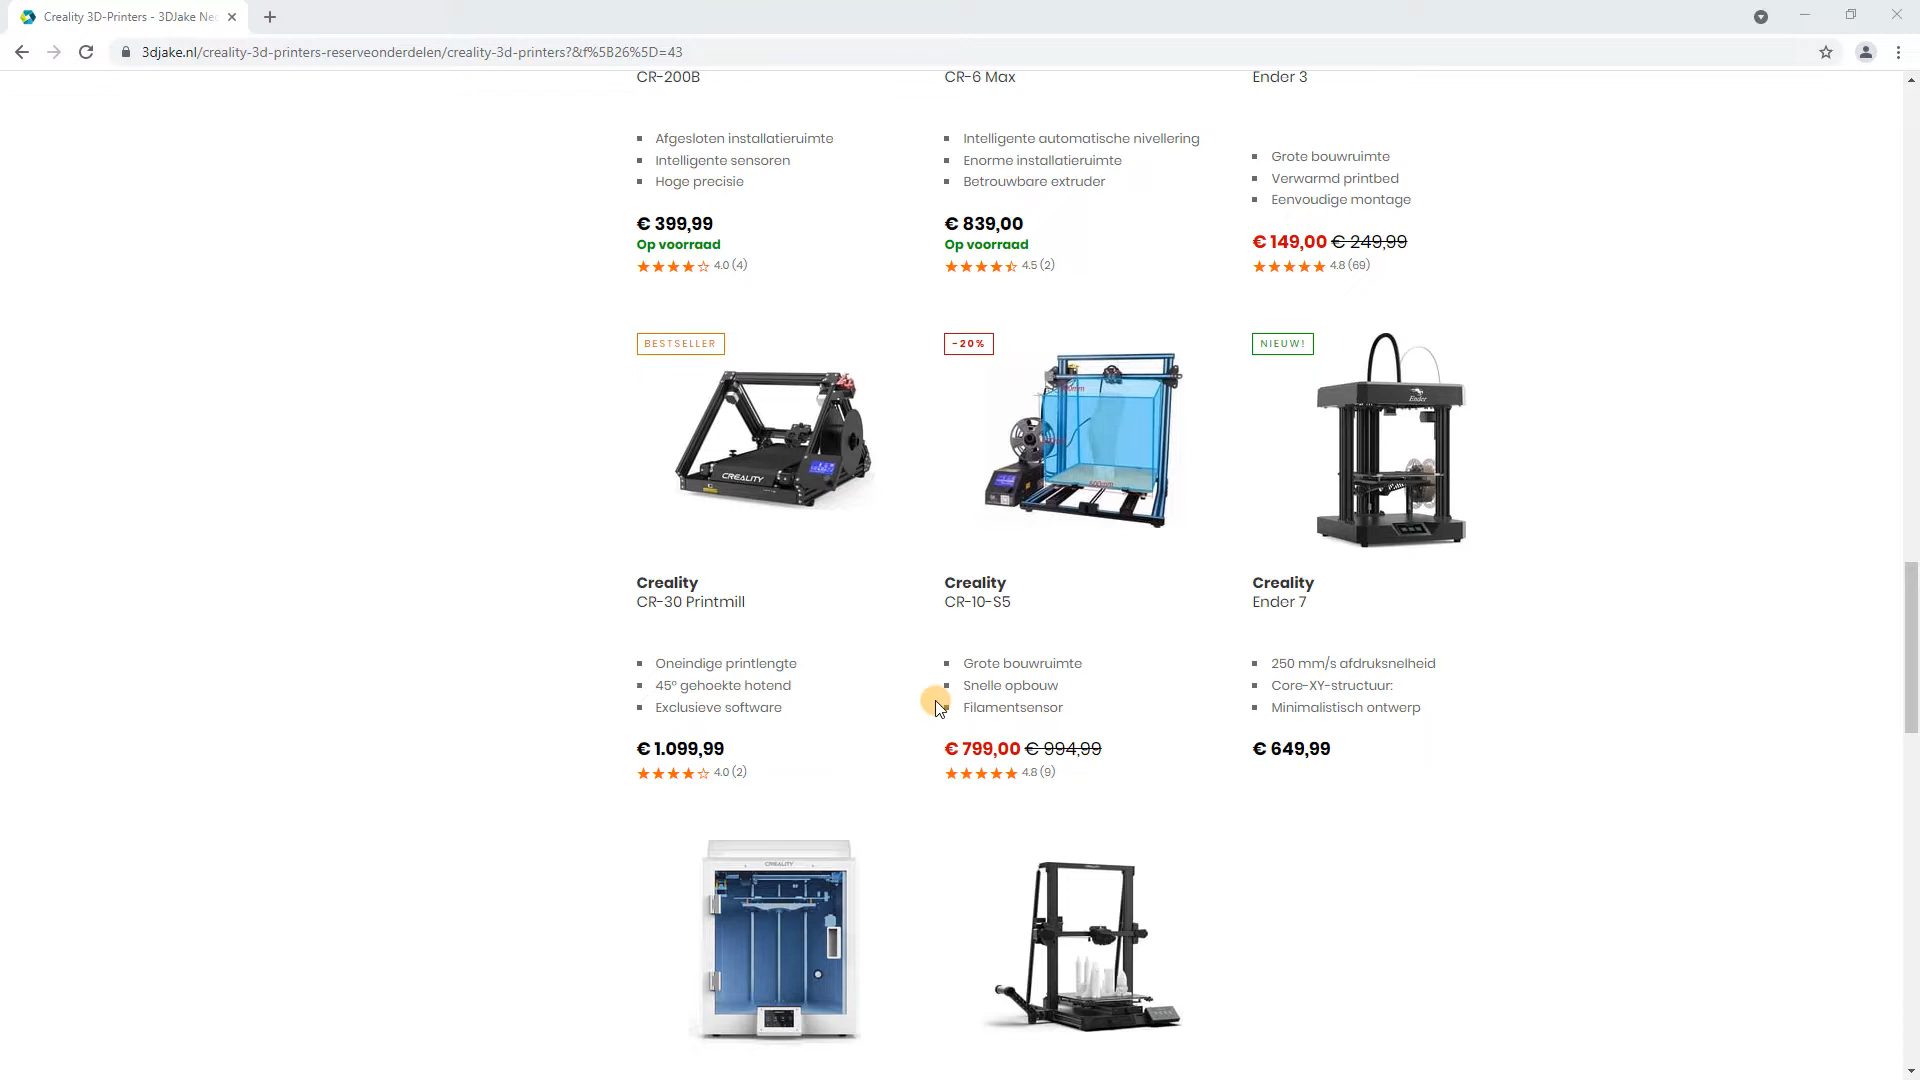 Creality 3D-Printers - 3DJake Ne
3djake.nl/creality-3d-printers-reserveonderdelen/creality-3d-printers?&f%5B26%5D=43
CR-200B
CR-6 Max
Ender 3
Afgesloten installatieruimte
Intelligente sensoren
Hoge precisie
Intelligente automatische nivellering
Enorme installatieruimte
Betrouwbare extruder
Grote bouwruimte
Verwarmd printbed
Eenvoudige montage
€ 399,99
Op voorraad
4.0 (4)
€ 839,00
Op voorraad
4.5 (2)
€ 149,00 € 249,99
4.8 (69)
BESTSELLER
-20%
NIEUW!
CREALITY
Ender
600mm
Creality
CR-30 Printmill
Creality
CR-10-S5
Creality
Ender 7
Oneindige printlengte
45° gehoekte hotend
Exclusieve software
Grote bouwruimte
Snelle opbouw
Filamentsensor
250 mm/s afdruksnelheid
Core-XY-structuur:
Minimalistisch ontwerp
€ 1.099,99
4.0 (2)
€ 799,00 € 994,99
4.8 (9)
€ 649,99
CREALITY